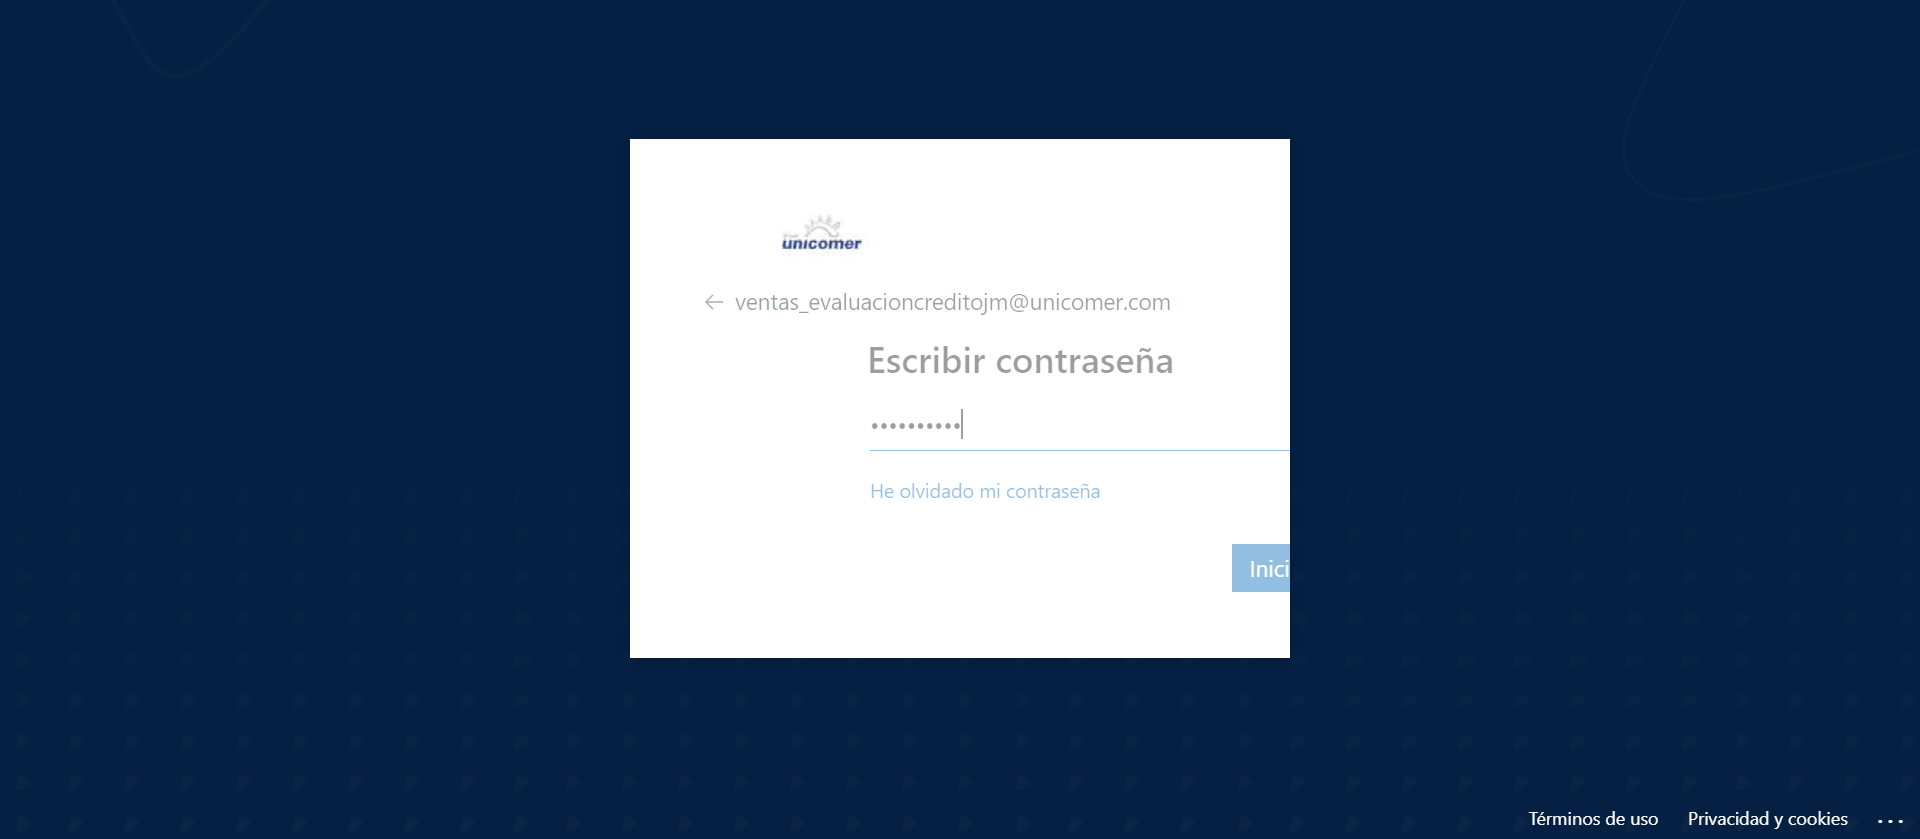 unicomer
ventas_evaluacioncreditojm@unicomer.com
Escribir contraseña
••••••••••
He olvidado mi contraseña
Inici
Términos de uso
Privacidad y cookies
...